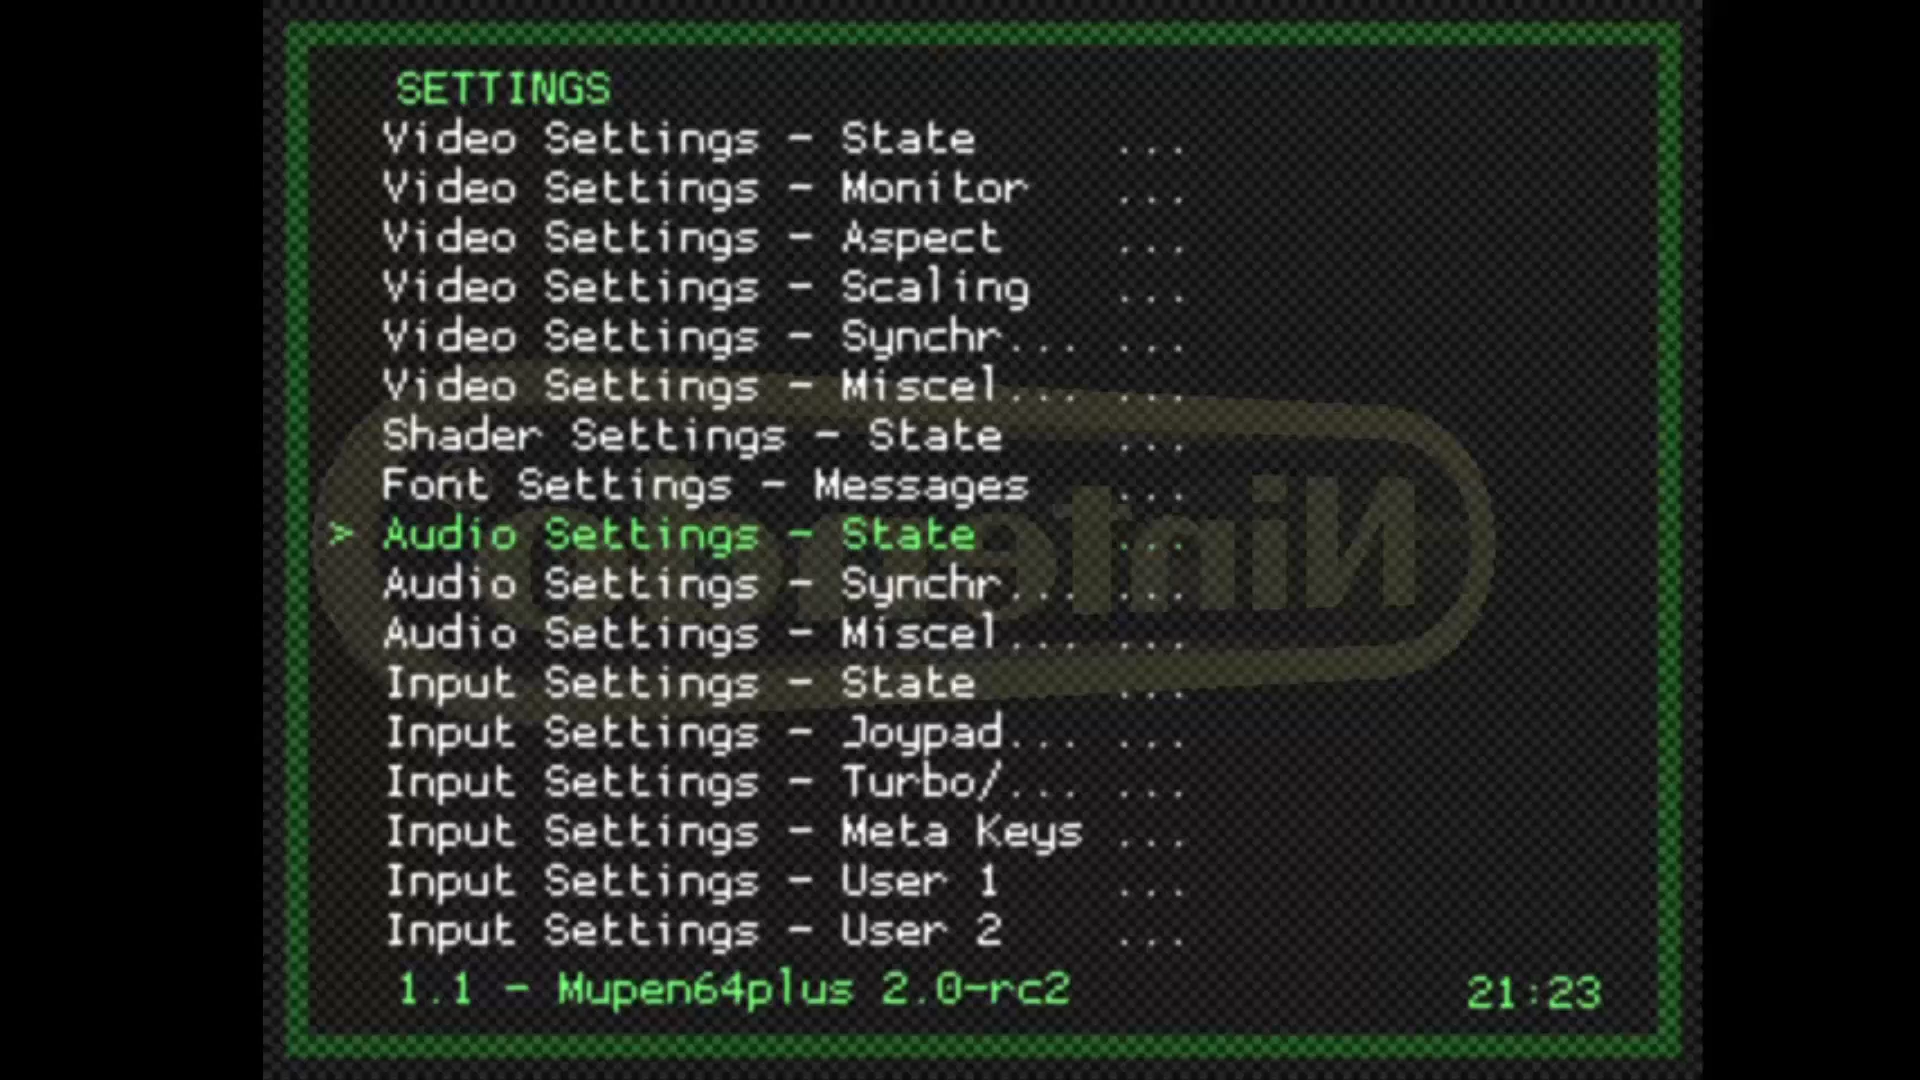 SETTINGS
Video Settings - State ...
Video Settings - Monitor ...
Video Settings - Aspect ...
Video Settings - Scaling ...
Video Settings - Synchr... ...
Video Settings - Miscel... ...
Shader Settings - State ...
Font Settings - Messages ...
> Audio Settings - State ...
Audio Settings - Synchr... ...
Audio Settings - Miscel... ...
Input Settings - State ...
Input Settings - Joypad... ...
Input Settings - Turbo/... ...
Input Settings - Meta Keys ...
Input Settings - User 1 ...
Input Settings - User 2 ...
1.1 - Mupen64plus 2.0-rc2 21:23
Nintendo